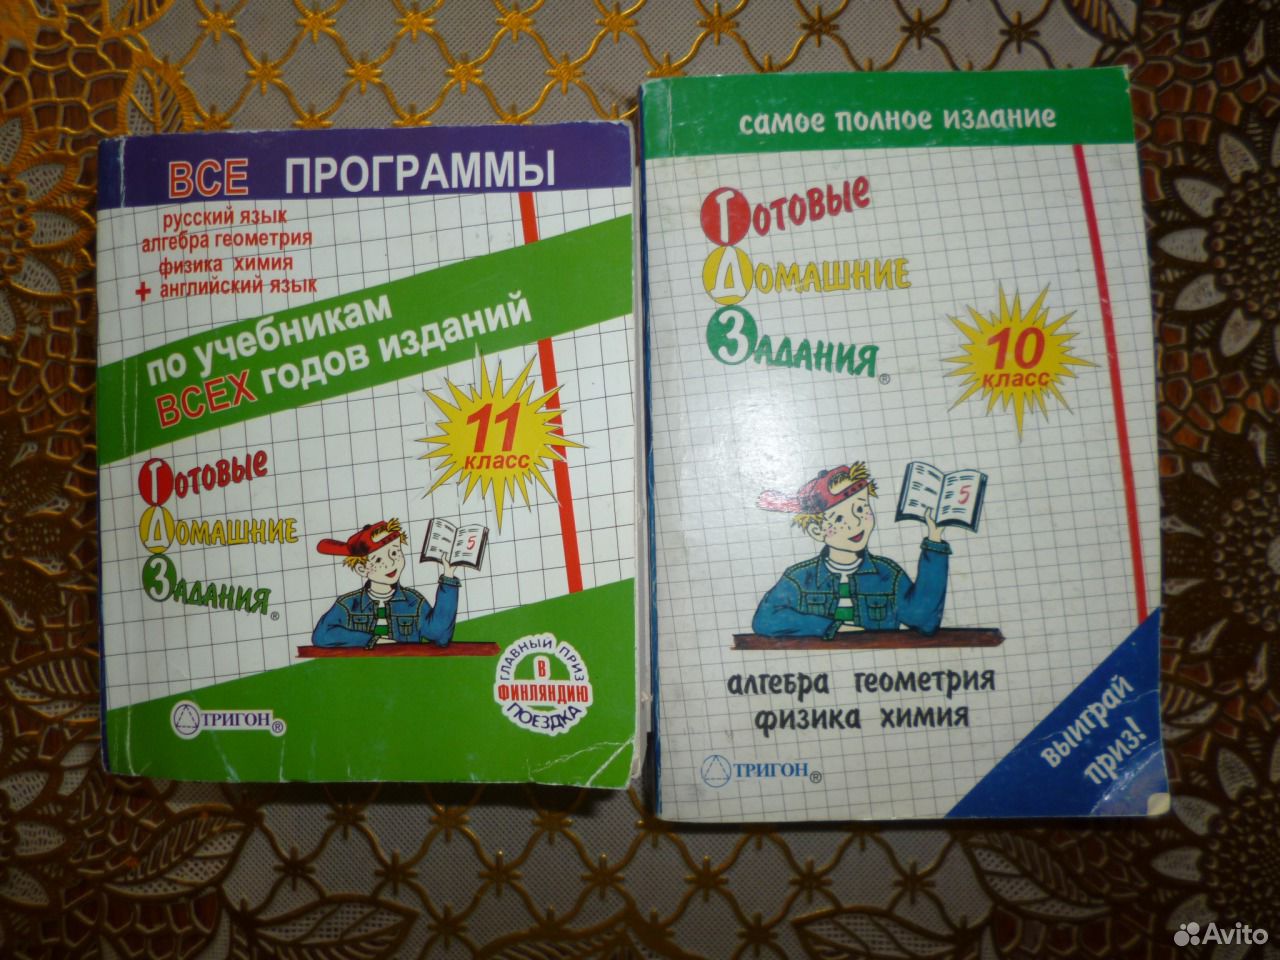 ВСЕ ПРОГРАММЫ
русский язык
алгебра геометрия
физика химия
+ английский язык
по учебникам
ВСЕХ годов изданий
11
класс
Готовые
Домашние
Задания®
5
ГЛАВНЫЙ ПРИЗ
В
ФИНЛЯНДИЮ
ПОЕЗДКА
ТРИГОН®
самое полное издание
Готовые
Домашние
Задания®
10
класс
5
алгебра геометрия
физика химия
ТРИГОН®
выиграй
приз!
Avito